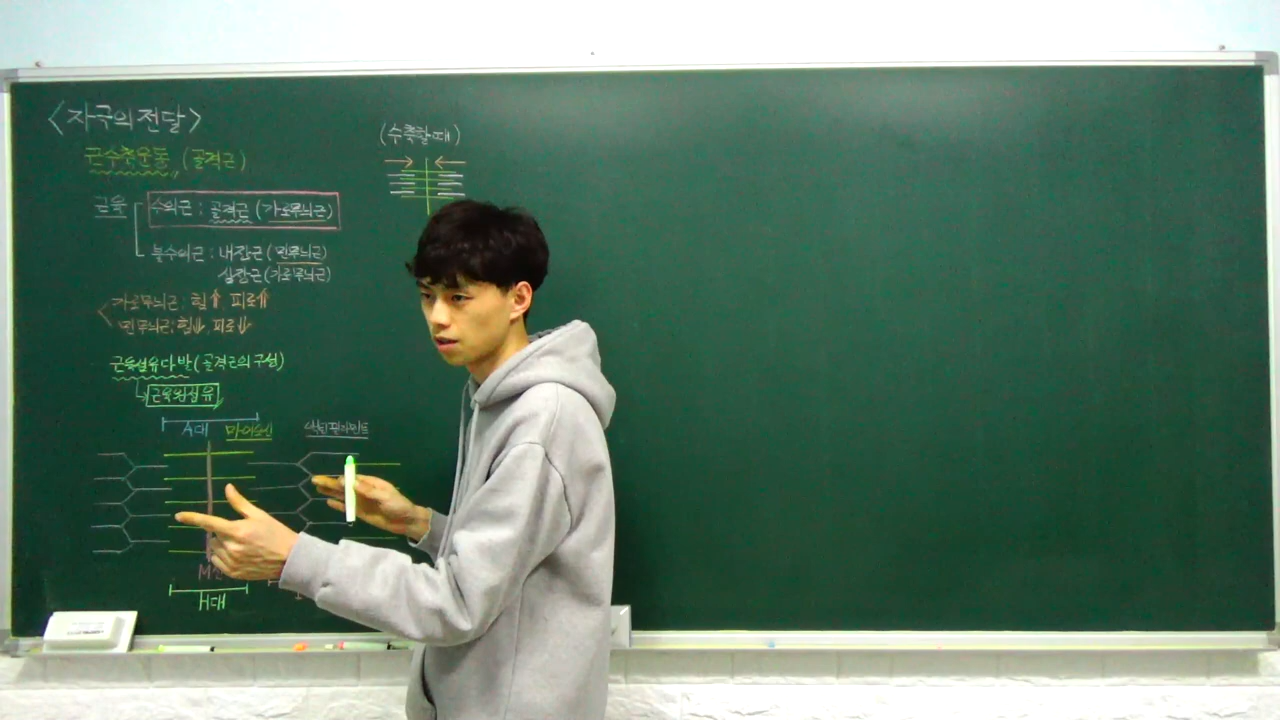 <자극의 전달>
근수축운동, (골격근)
근육 수의근 : 골격근 (가로무늬근)
불수의근 : 내장근 (민무늬근)
심장근 (가로무늬근)
가로무늬근 : 힘⇑, 피로⇑
민무늬근 : 힘⇓, 피로⇓
근육섬유다발 (골격근의 구성)
근육원섬유
A대 마이오신 액틴필라멘트
H대
(수축할 때)